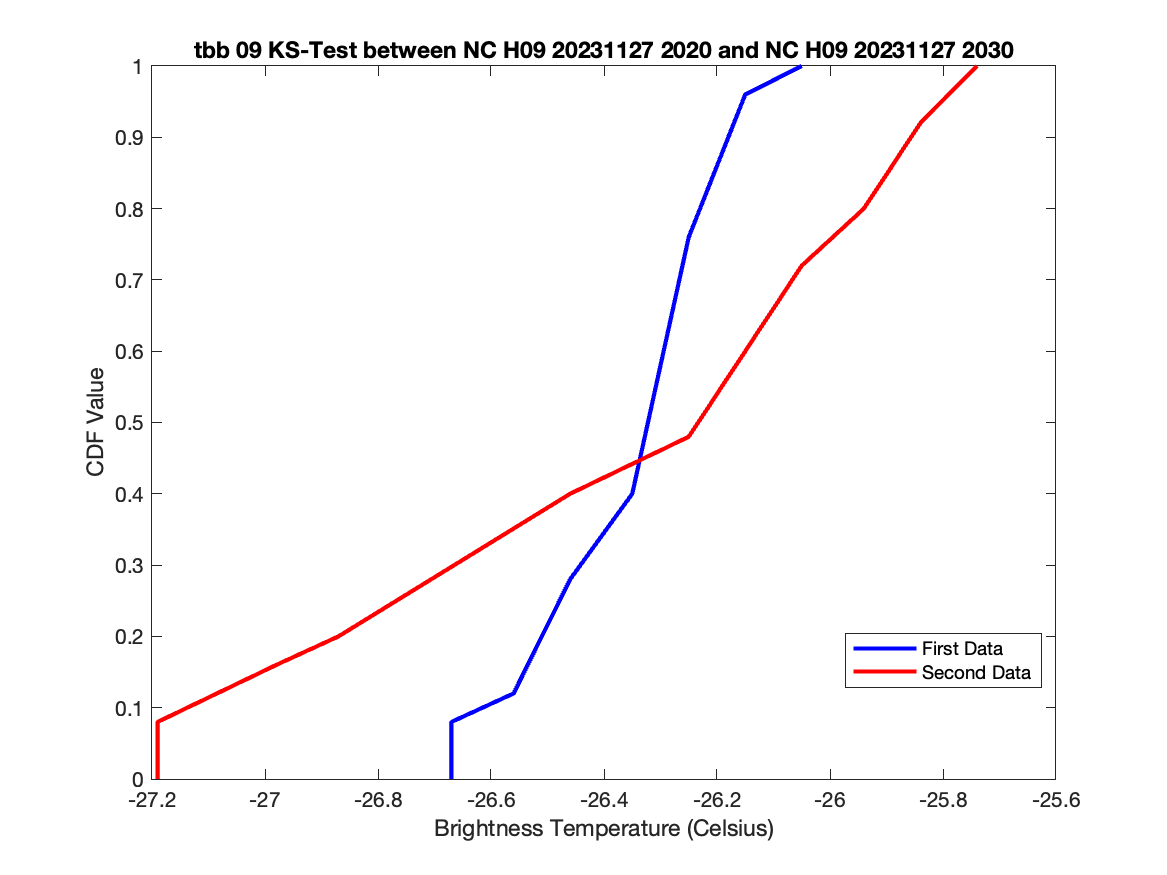 tbb 09 KS-Test between NC H09 20231127 2020 and NC H09 20231127 2030
1
0.9
0.8
0.7
0.6
0.5
0.4
0.3
0.2
0.1
0
CDF Value
First Data
Second Data
-27.2 -27 -26.8 -26.6 -26.4 -26.2 -26 -25.8 -25.6
Brightness Temperature (Celsius)